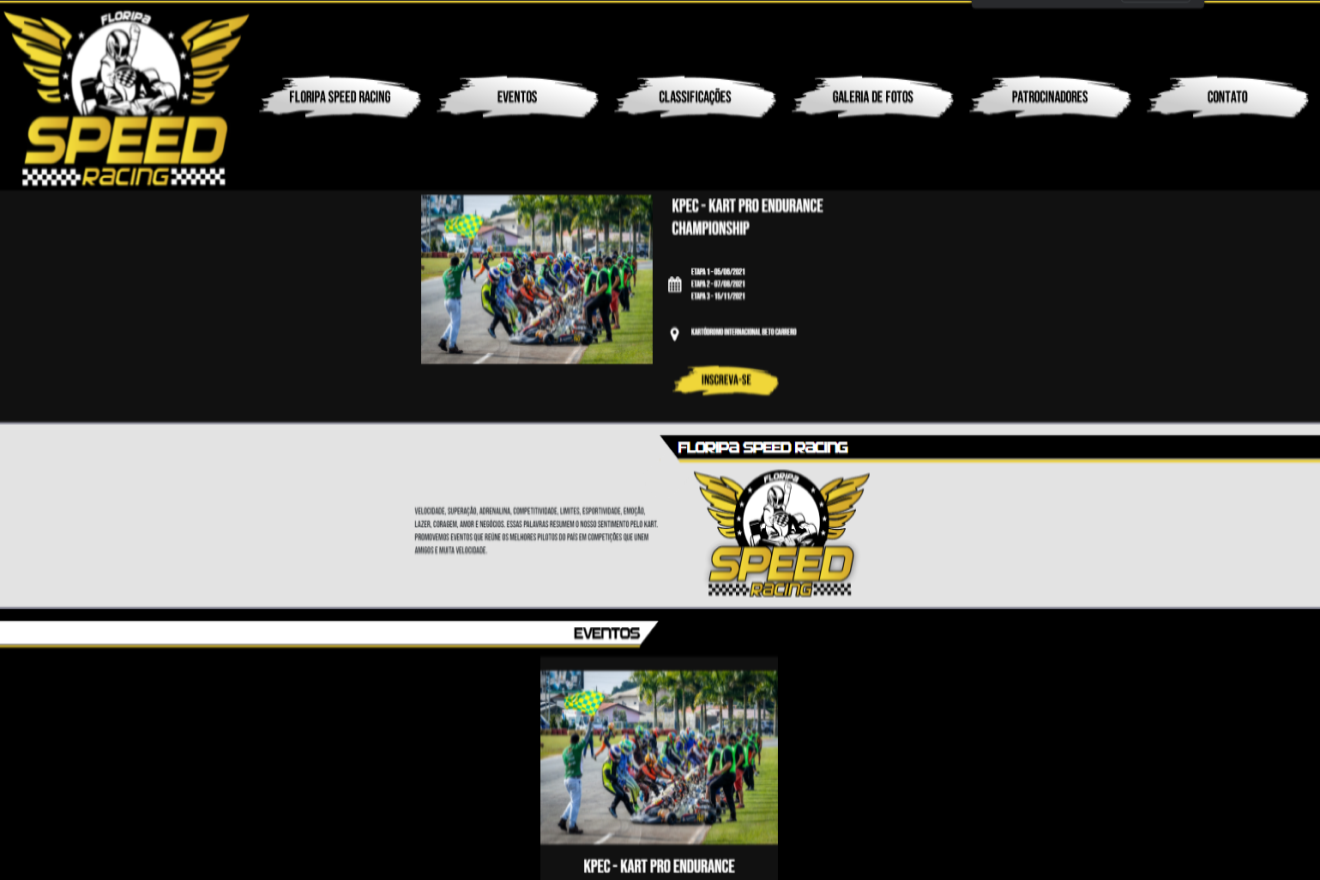 FLORIPA
SPEED
RACING
FLORIPA SPEED RACING
EVENTOS
CLASSIFICAÇÕES
GALERIA DE FOTOS
PATROCINADORES
CONTATO
KPEC - KART PRO ENDURANCE
CHAMPIONSHIP
ETAPA 1 - 05/06/2021
ETAPA 2 - 07/08/2021
ETAPA 3 - 15/11/2021
KARTÓDROMO INTERNACIONAL BETO CARRERO
INSCREVA-SE
FLORIPA SPEED RACING
VELOCIDADE, SUPERAÇÃO, ADRENALINA, COMPETITIVIDADE, LIMITES, ESPORTIVIDADE, EMOÇÃO,
LAZER, CORAGEM, AMOR E NEGÓCIOS. ESSAS PALAVRAS RESUMEM O NOSSO SENTIMENTO PELO KART.
PROMOVEMOS EVENTOS QUE REÚNE OS MELHORES PILOTOS DO PAÍS EM COMPETIÇÕES QUE UNEM
AMIGOS E MUITA VELOCIDADE.
FLORIPA
SPEED
RACING
EVENTOS
KPEC - KART PRO ENDURANCE